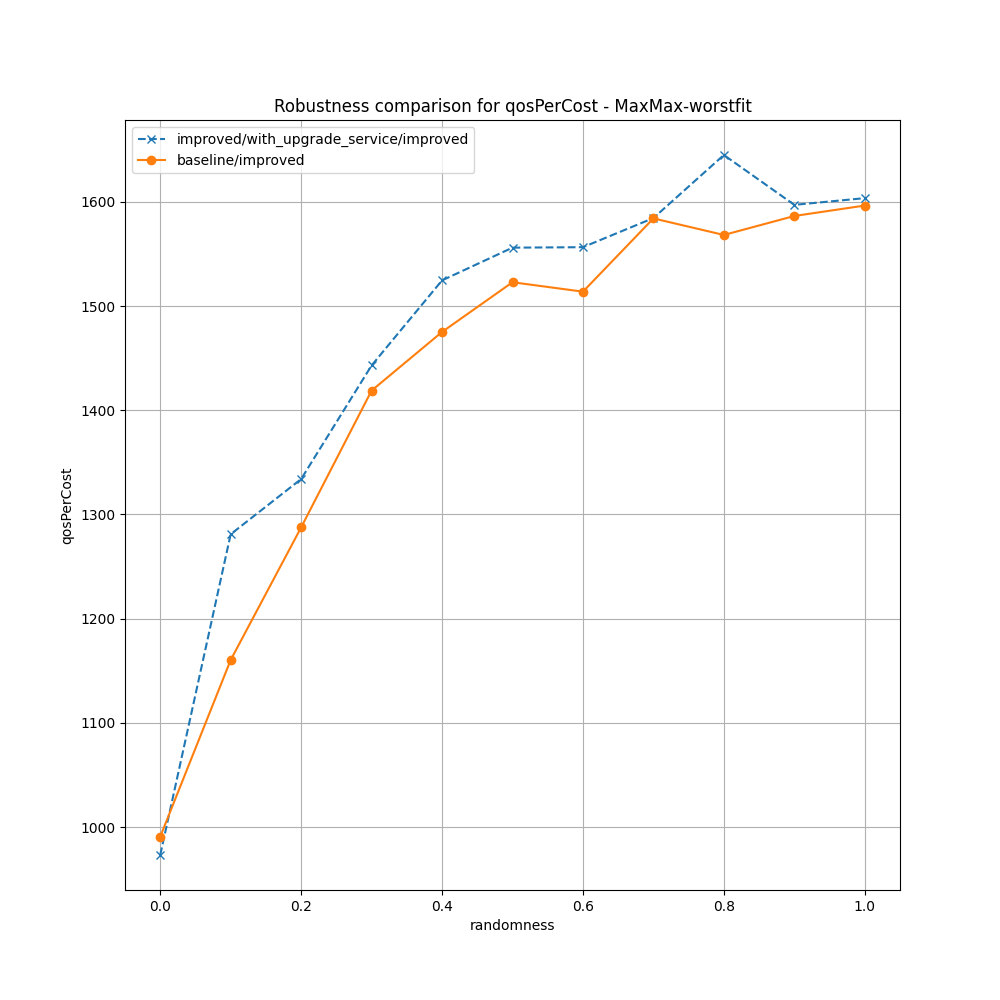 Robustness comparison for qosPerCost - MaxMax-worstfit
improved/with_upgrade_service/improved
baseline/improved
1600
1500
1400
1300
1200
1100
1000
qosPerCost
0.0 0.2 0.4 0.6 0.8 1.0
randomness